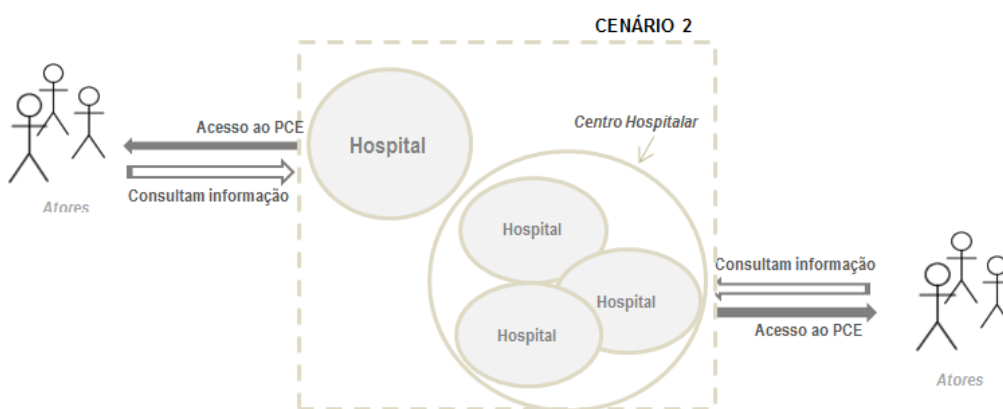 CENÁRIO 2
Acesso ao PCE
Hospital
Centro Hospitalar
Consultam informação
Atores
Hospital
Consultam informação
Hospital
Hospital
Acesso ao PCE
Atores